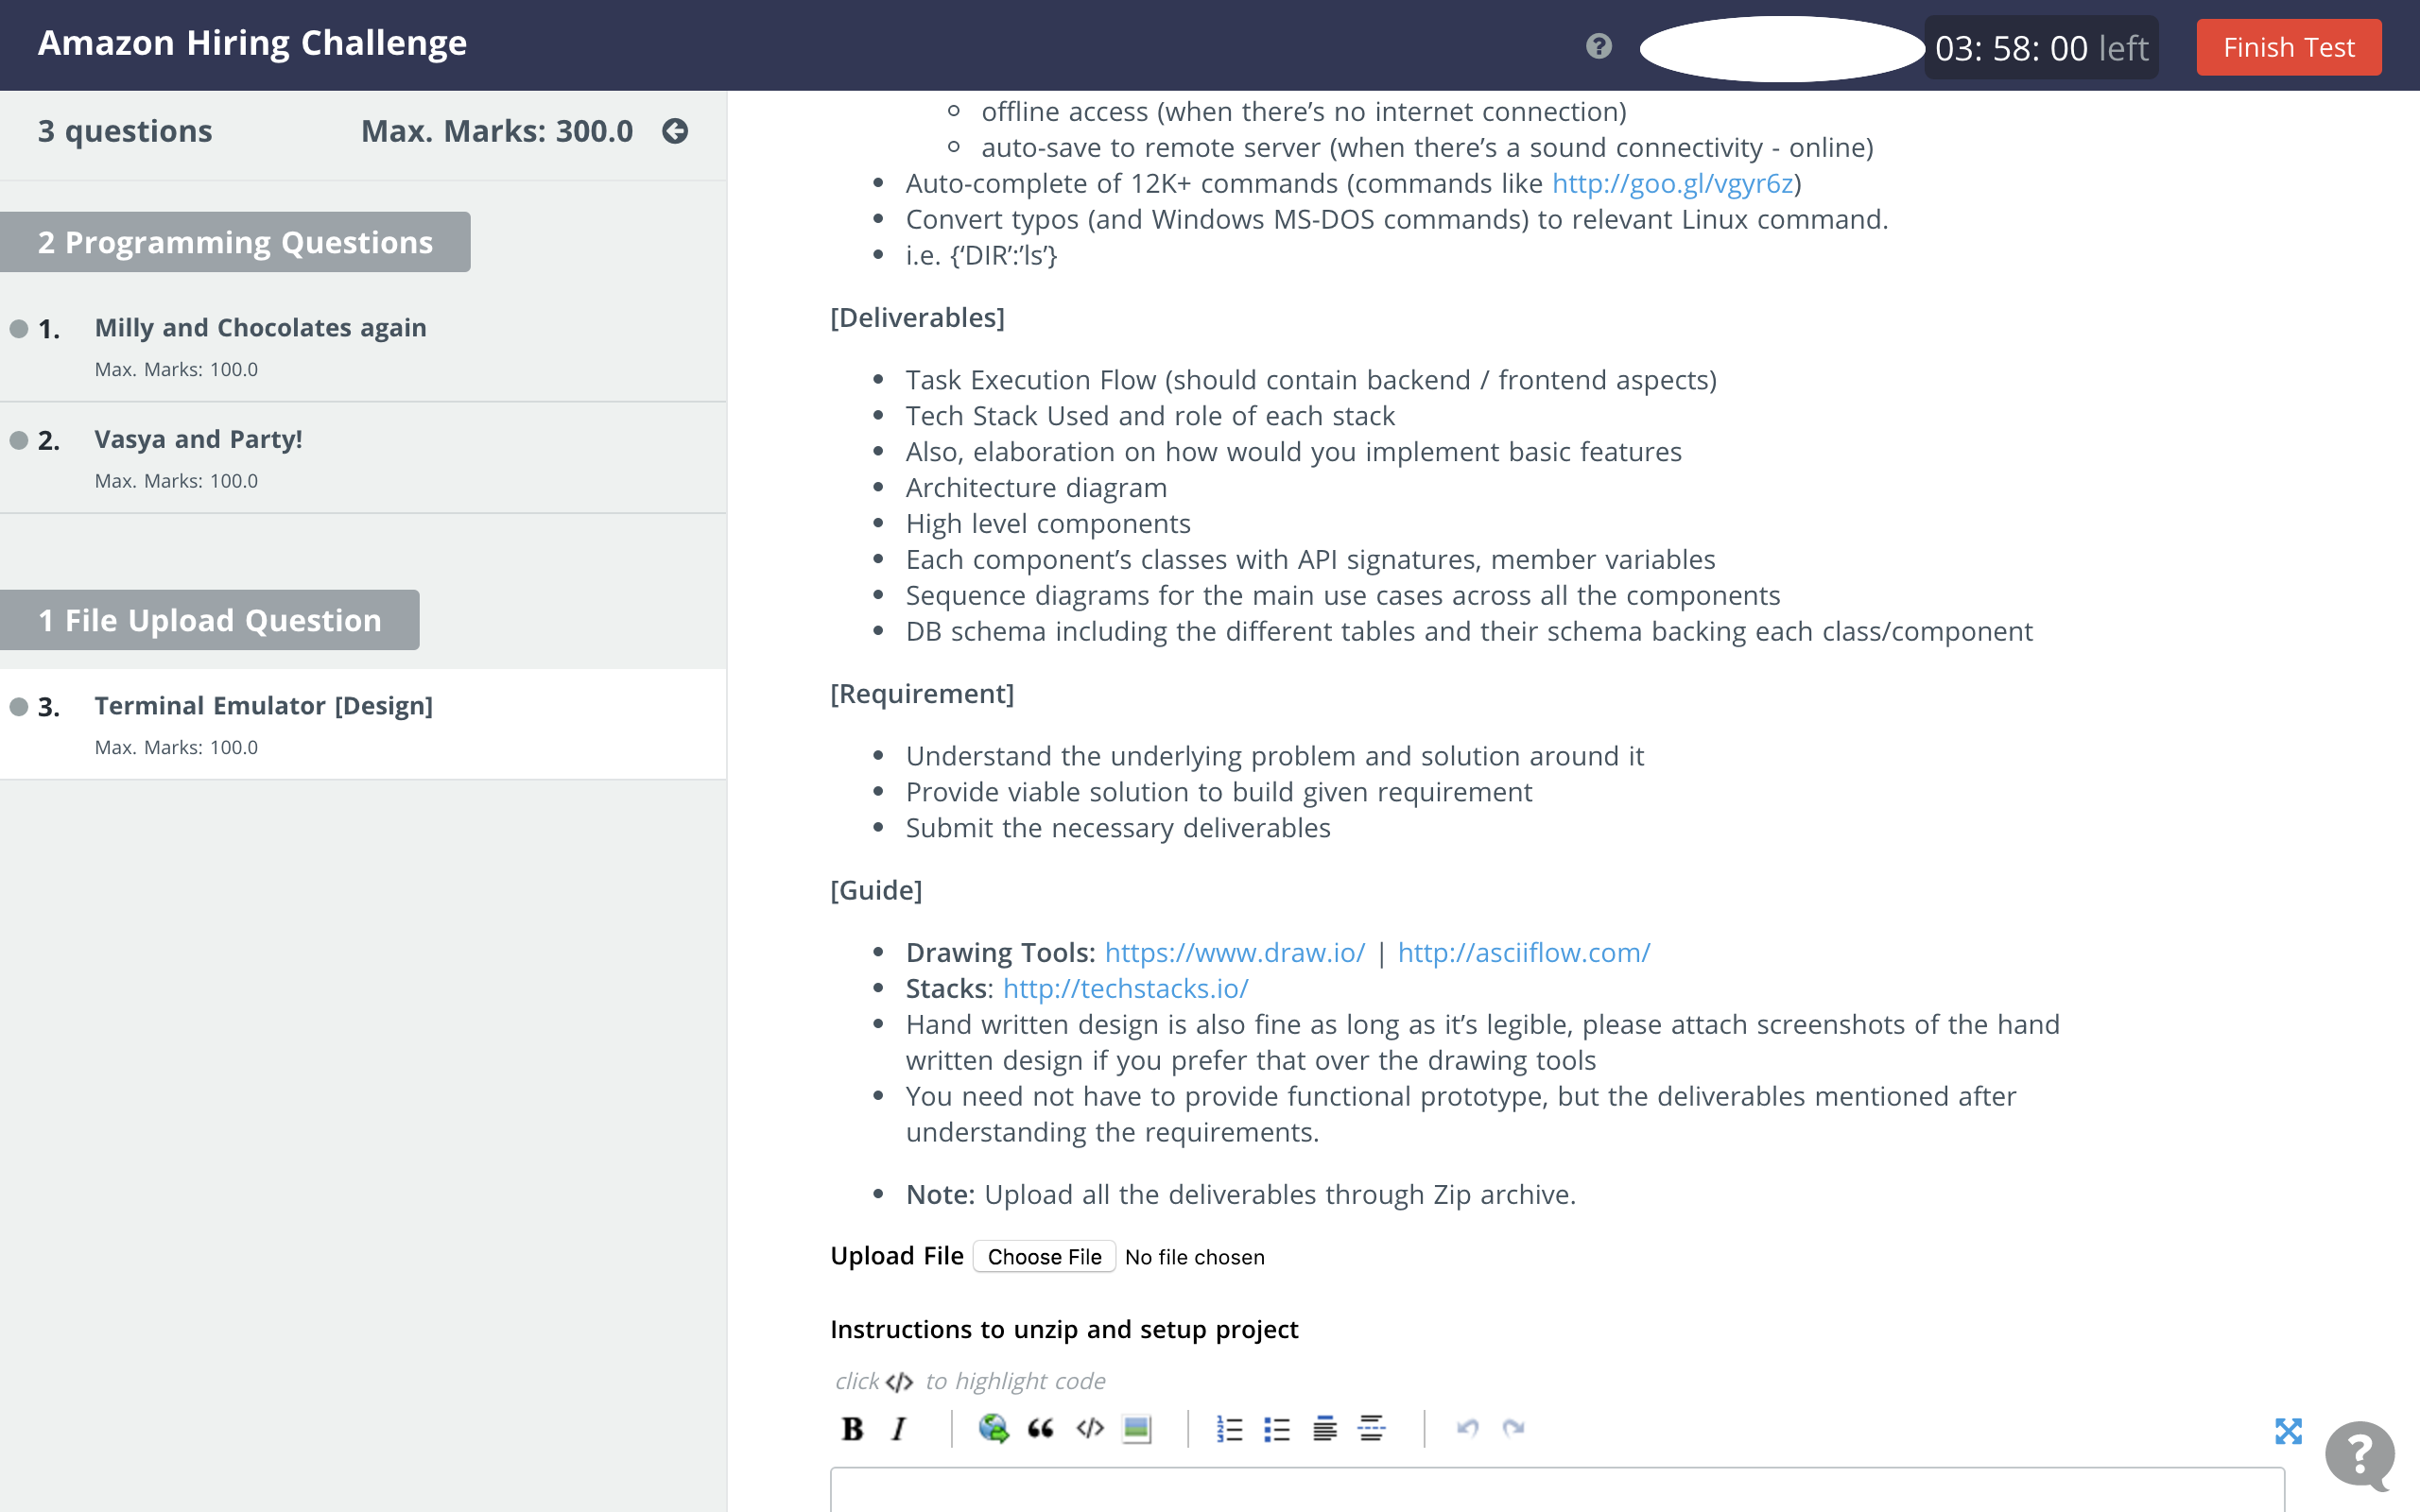 Amazon Hiring Challenge
03: 58: 00 left
Finish Test
3 questions
Max. Marks: 300.0
2 Programming Questions
1. Milly and Chocolates again
Max. Marks: 100.0
2. Vasya and Party!
Max. Marks: 100.0
1 File Upload Question
3. Terminal Emulator [Design]
Max. Marks: 100.0
offline access (when there’s no internet connection)
auto-save to remote server (when there’s a sound connectivity - online)
Auto-complete of 12K+ commands (commands like http://goo.gl/vgyr6z)
Convert typos (and Windows MS-DOS commands) to relevant Linux command.
i.e. {‘DIR’:’ls’}
[Deliverables]
Task Execution Flow (should contain backend / frontend aspects)
Tech Stack Used and role of each stack
Also, elaboration on how would you implement basic features
Architecture diagram
High level components
Each component’s classes with API signatures, member variables
Sequence diagrams for the main use cases across all the components
DB schema including the different tables and their schema backing each class/component
[Requirement]
Understand the underlying problem and solution around it
Provide viable solution to build given requirement
Submit the necessary deliverables
[Guide]
Drawing Tools: https://www.draw.io/ | http://asciiflow.com/
Stacks: http://techstacks.io/
Hand written design is also fine as long as it’s legible, please attach screenshots of the hand
written design if you prefer that over the drawing tools
You need not have to provide functional prototype, but the deliverables mentioned after
understanding the requirements.
Note: Upload all the deliverables through Zip archive.
Upload File Choose File No file chosen
Instructions to unzip and setup project
click </> to highlight code
B I
</>